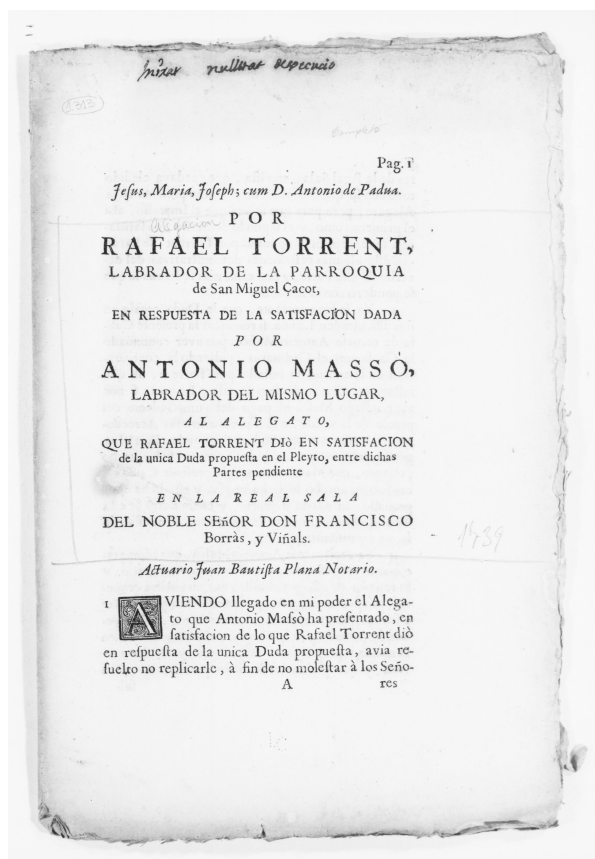 nullitat
1.313
Completó
Pag. 1
Jesus, Maria, Joseph; cum D. Antonio de Padua.
POR
alegacion
RAFAEL TORRENT,
LABRADOR DE LA PARROQUIA
de San Miguel Çacot,
EN RESPUESTA DE LA SATISFACION DADA
POR
ANTONIO MASSÒ,
LABRADOR DEL MISMO LUGAR,
AL ALEGATO,
QUE RAFAEL TORRENT DIÒ EN SATISFACION
de la unica Duda propuesta en el Pleyto, entre dichas
Partes pendiente
EN LA REAL SALA
DEL NOBLE SEÑOR DON FRANCISCO
Borràs, y Viñals.
1739
Actuario Juan Bautista Plana Notario.
1 AVIENDO llegado en mi poder el Alega-
to que Antonio Massò ha presentado, en
satisfacion de lo que Rafael Torrent diò
en respuesta de la unica Duda propuesta, avia re-
suelto no replicarle, à fin de no molestar à los Seño-
A res